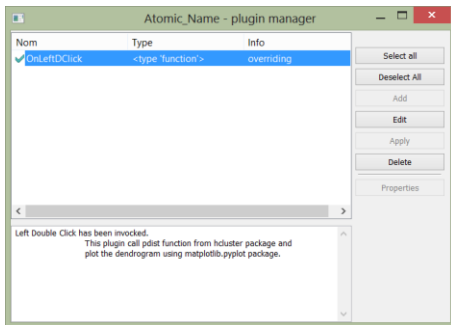 Atomic_Name - plugin manager
Nom Type Info
OnLeftDClick <type 'function'> overriding
Select all
Deselect All
Add
Edit
Apply
Delete
Properties
Left Double Click has been invocked.
This plugin call pdist function from hcluster package and
plot the dendrogram using matplotlib.pyplot package.